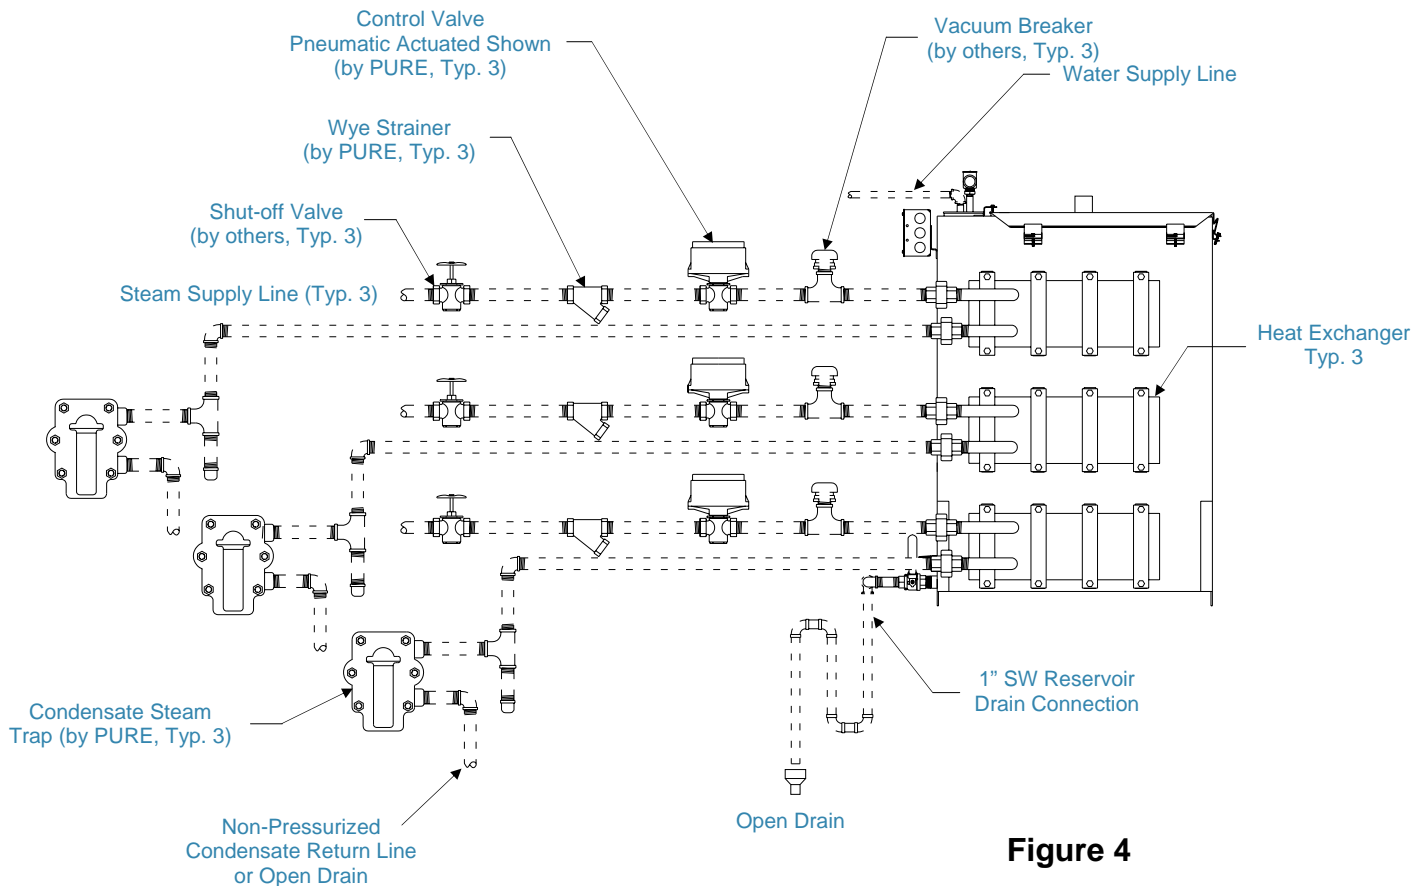 Control Valve
Pneumatic Actuated Shown
(by PURE, Typ. 3)
Vacuum Breaker
(by others, Typ. 3)
Water Supply Line
Wye Strainer
(by PURE, Typ. 3)
Shut-off Valve
(by others, Typ. 3)
Steam Supply Line (Typ. 3)
Heat Exchanger
Typ. 3
1” SW Reservoir
Drain Connection
Condensate Steam
Trap (by PURE, Typ. 3)
Open Drain
Non-Pressurized
Condensate Return Line
or Open Drain
Figure 4